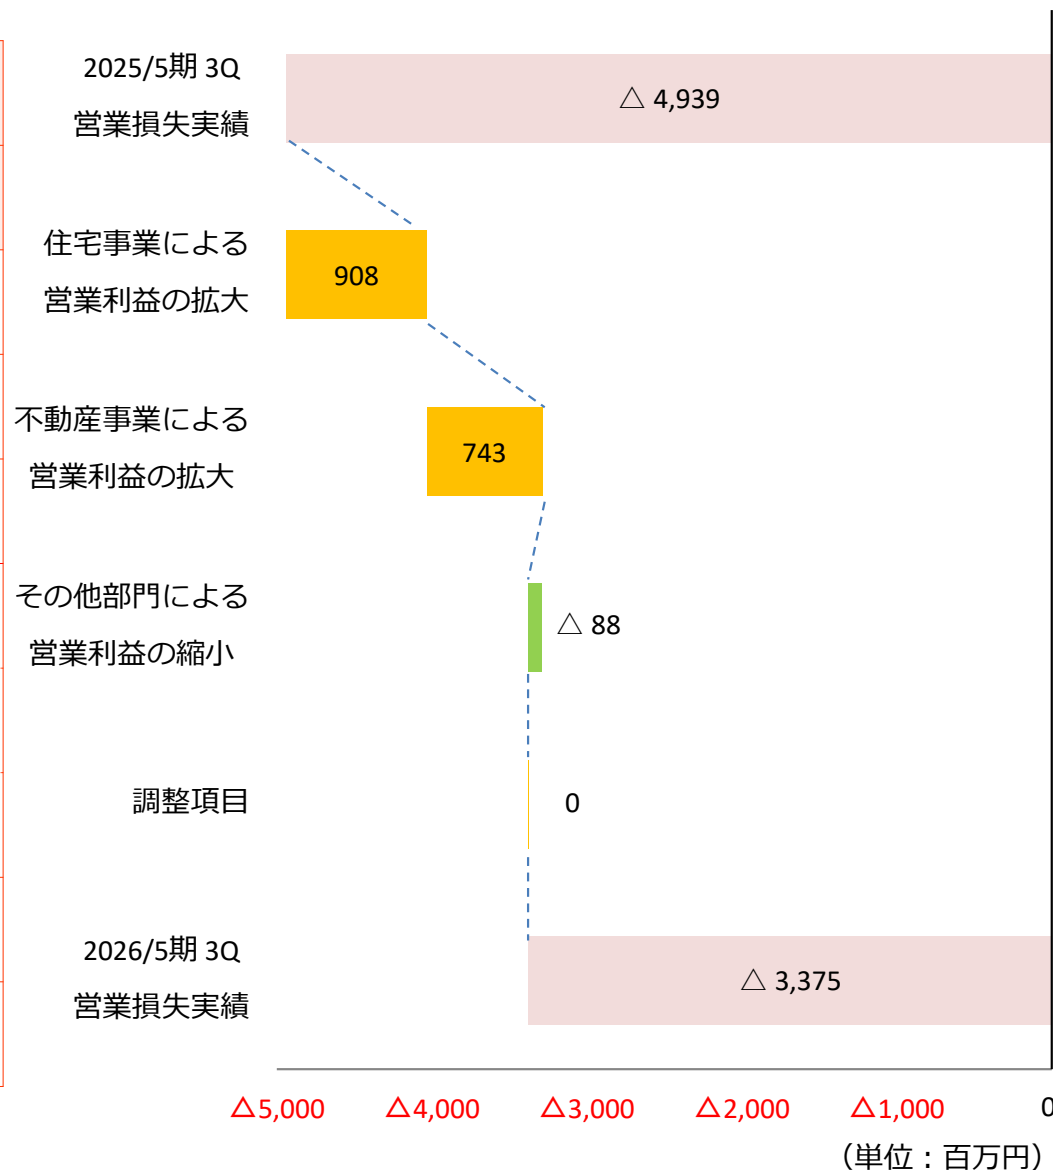 2025/5期 3Q
営業損失実績
△ 4,939
住宅事業による
営業利益の拡大
908
不動産事業による
営業利益の拡大
743
その他部門による
営業利益の縮小
△ 88
調整項目
0
2026/5期 3Q
営業損失実績
△ 3,375
△5,000 △4,000 △3,000 △2,000 △1,000 0
（単位：百万円）